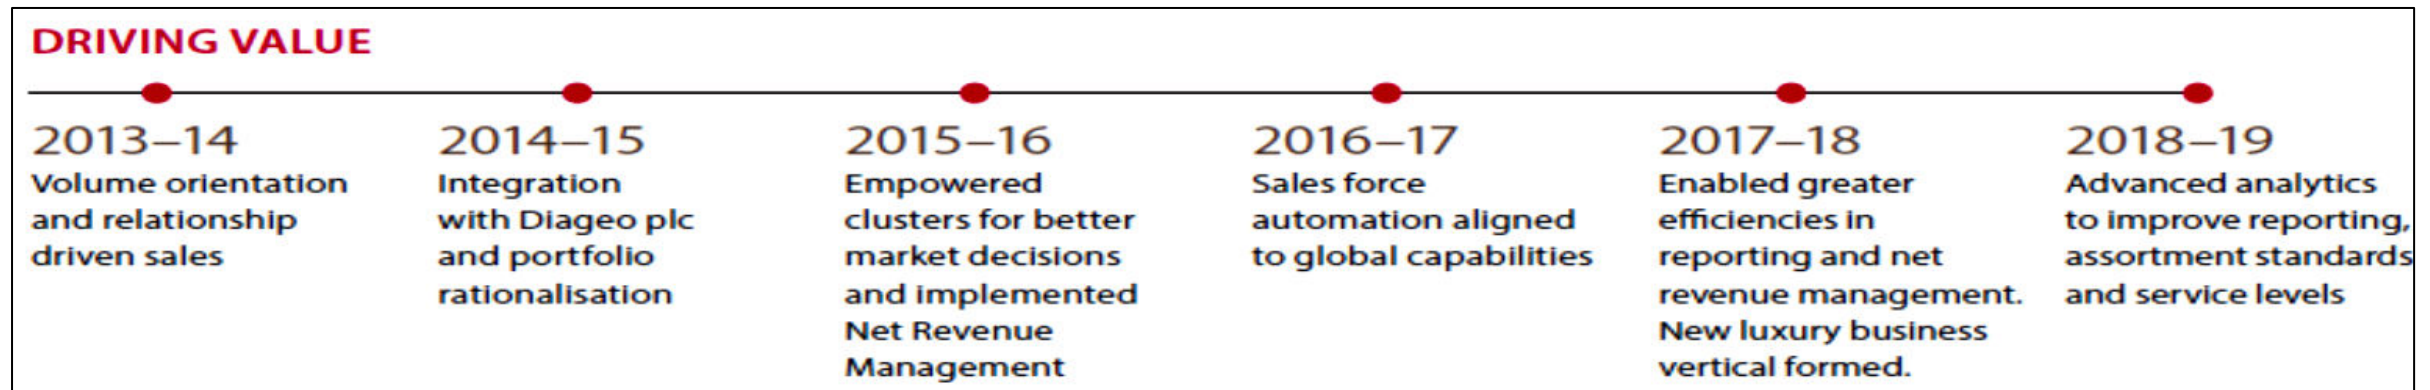 DRIVING VALUE
2013–14
Volume orientation
and relationship
driven sales
2014–15
Integration
with Diageo plc
and portfolio
rationalisation
2015–16
Empowered
clusters for better
market decisions
and implemented
Net Revenue
Management
2016–17
Sales force
automation aligned
to global capabilities
2017–18
Enabled greater
efficiencies in
reporting and net
revenue management.
New luxury business
vertical formed.
2018–19
Advanced analytics
to improve reporting,
assortment standards
and service levels